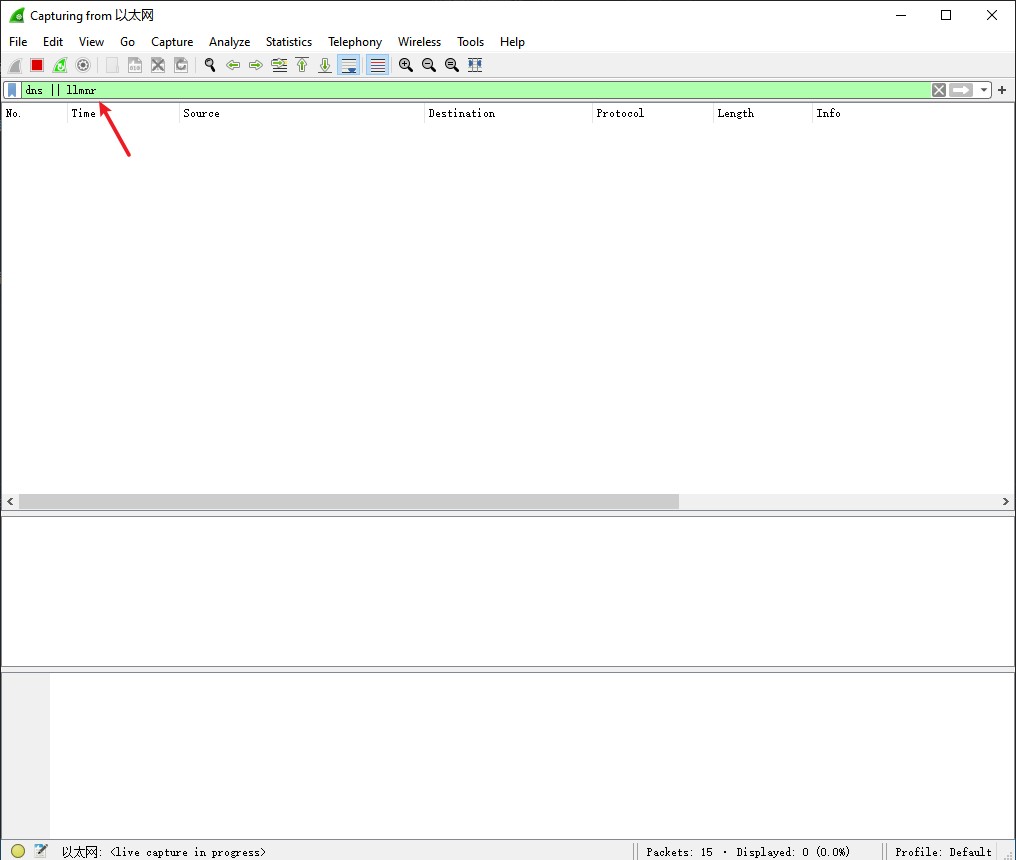 Capturing from 以太网
File Edit View Go Capture Analyze Statistics Telephony Wireless Tools Help
dns || llmnr
No. Time Source Destination Protocol Length Info
以太网: <live capture in progress> Packets: 15 · Displayed: 0 (0.0%) Profile: Default